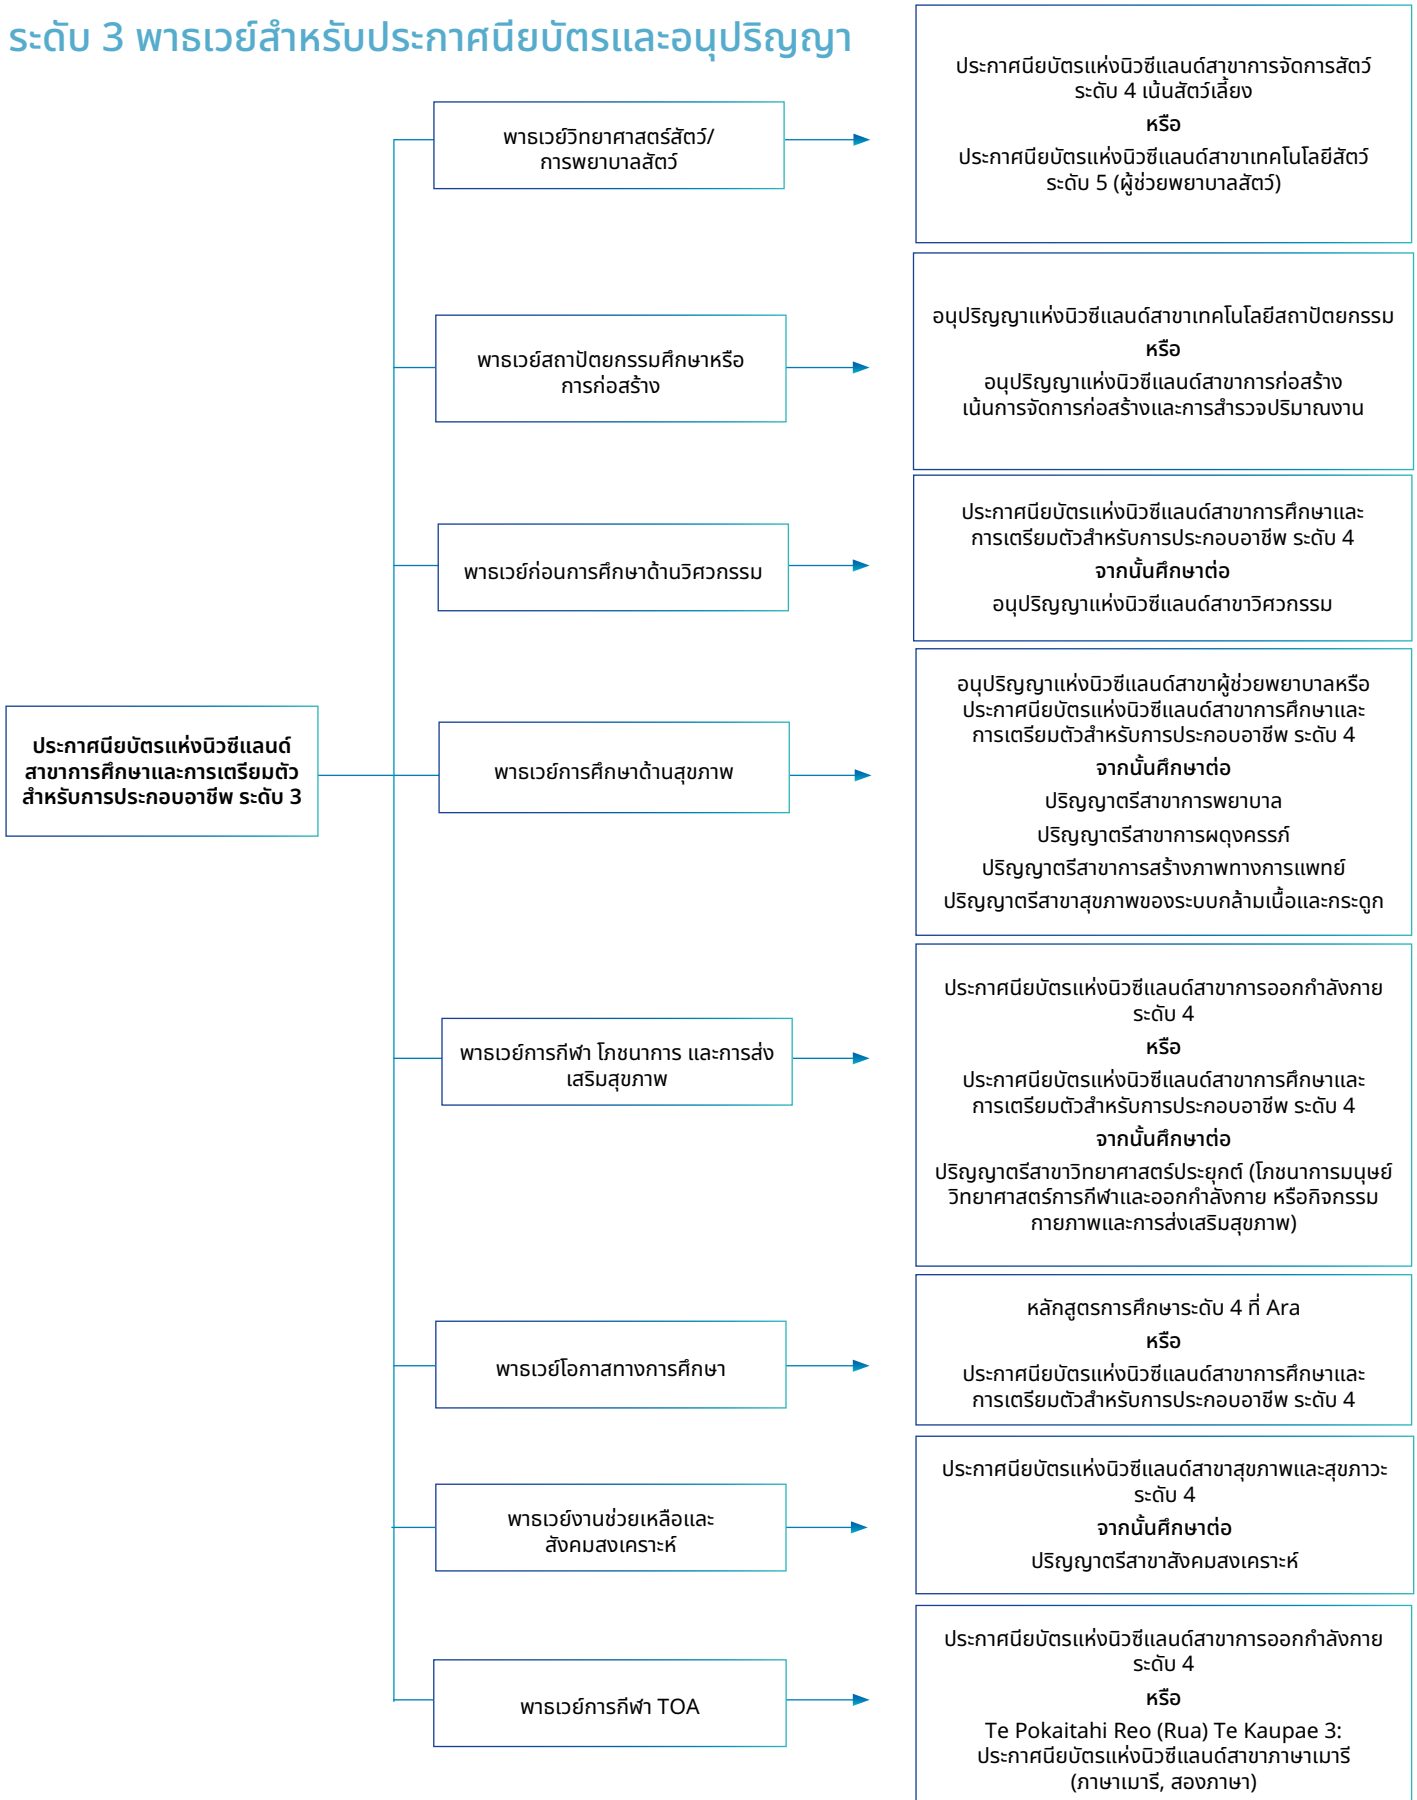 ระดับ 3 พาธเวย์สำหรับประกาศนียบัตรและอนุปริญญา
ประกาศนียบัตรแห่งนิวซีแลนด์
สาขาการศึกษาและการเตรียมตัว
สำหรับการประกอบอาชีพ ระดับ 3
พาธเวย์วิทยาศาสตร์สัตว์/
การพยาบาลสัตว์
ประกาศนียบัตรแห่งนิวซีแลนด์สาขาการจัดการสัตว์
ระดับ 4 เน้นสัตว์เลี้ยง
หรือ
ประกาศนียบัตรแห่งนิวซีแลนด์สาขาเทคโนโลยีสัตว์
ระดับ 5 (ผู้ช่วยพยาบาลสัตว์)
พาธเวย์สถาปัตยกรรมศึกษาหรือ
การก่อสร้าง
อนุปริญญาแห่งนิวซีแลนด์สาขาเทคโนโลยีสถาปัตยกรรม
หรือ
อนุปริญญาแห่งนิวซีแลนด์สาขาการก่อสร้าง
เน้นการจัดการก่อสร้างและการสำรวจปริมาณงาน
พาธเวย์ก่อนการศึกษาด้านวิศวกรรม
ประกาศนียบัตรแห่งนิวซีแลนด์สาขาการศึกษาและ
การเตรียมตัวสำหรับการประกอบอาชีพ ระดับ 4
จากนั้นศึกษาต่อ
อนุปริญญาแห่งนิวซีแลนด์สาขาวิศวกรรม
พาธเวย์การศึกษาด้านสุขภาพ
อนุปริญญาแห่งนิวซีแลนด์สาขาผู้ช่วยพยาบาลหรือ
ประกาศนียบัตรแห่งนิวซีแลนด์สาขาการศึกษาและ
การเตรียมตัวสำหรับการประกอบอาชีพ ระดับ 4
จากนั้นศึกษาต่อ
ปริญญาตรีสาขาการพยาบาล
ปริญญาตรีสาขาการผดุงครรภ์
ปริญญาตรีสาขาการสร้างภาพทางการแพทย์
ปริญญาตรีสาขาสุขภาพของระบบกล้ามเนื้อและกระดูก
พาธเวย์การกีฬา โภชนาการ และการส่ง
เสริมสุขภาพ
ประกาศนียบัตรแห่งนิวซีแลนด์สาขาการออกกำลังกาย
ระดับ 4
หรือ
ประกาศนียบัตรแห่งนิวซีแลนด์สาขาการศึกษาและ
การเตรียมตัวสำหรับการประกอบอาชีพ ระดับ 4
จากนั้นศึกษาต่อ
ปริญญาตรีสาขาวิทยาศาสตร์ประยุกต์ (โภชนาการมนุษย์
วิทยาศาสตร์การกีฬาและออกกำลังกาย หรือกิจกรรม
กายภาพและการส่งเสริมสุขภาพ)
พาธเวย์โอกาสทางการศึกษา
หลักสูตรการศึกษาระดับ 4 ที่ Ara
หรือ
ประกาศนียบัตรแห่งนิวซีแลนด์สาขาการศึกษาและ
การเตรียมตัวสำหรับการประกอบอาชีพ ระดับ 4
พาธเวย์งานช่วยเหลือและ
สังคมสงเคราะห์
ประกาศนียบัตรแห่งนิวซีแลนด์สาขาสุขภาพและสุขภาวะ
ระดับ 4
จากนั้นศึกษาต่อ
ปริญญาตรีสาขาสังคมสงเคราะห์
พาธเวย์การกีฬา TOA
ประกาศนียบัตรแห่งนิวซีแลนด์สาขาการออกกำลังกาย
ระดับ 4
หรือ
Te Pokaitahi Reo (Rua) Te Kaupae 3:
ประกาศนียบัตรแห่งนิวซีแลนด์สาขาภาษาเมารี
(ภาษาเมารี, สองภาษา)